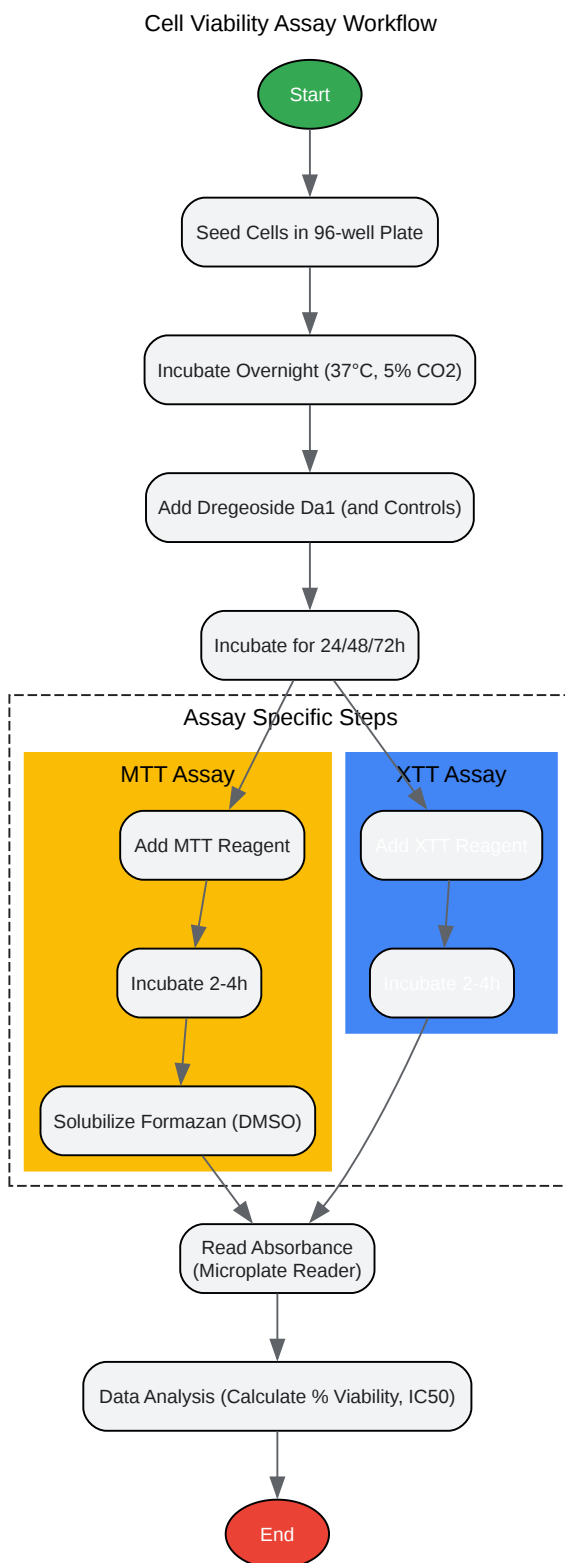 Cell Viability Assay Workflow
Start
Seed Cells in 96-well Plate
Incubate Overnight (37°C, 5% CO2)
Add Dregeoside Da1 (and Controls)
Incubate for 24/48/72h
Assay Specific Steps
MTT Assay
XTT Assay
Add MTT Reagent
Add XTT Reagent
Incubate 2-4h
Incubate 2-4h
Solubilize Formazan (DMSO)
Read Absorbance
(Microplate Reader)
Data Analysis (Calculate % Viability, IC50)
End